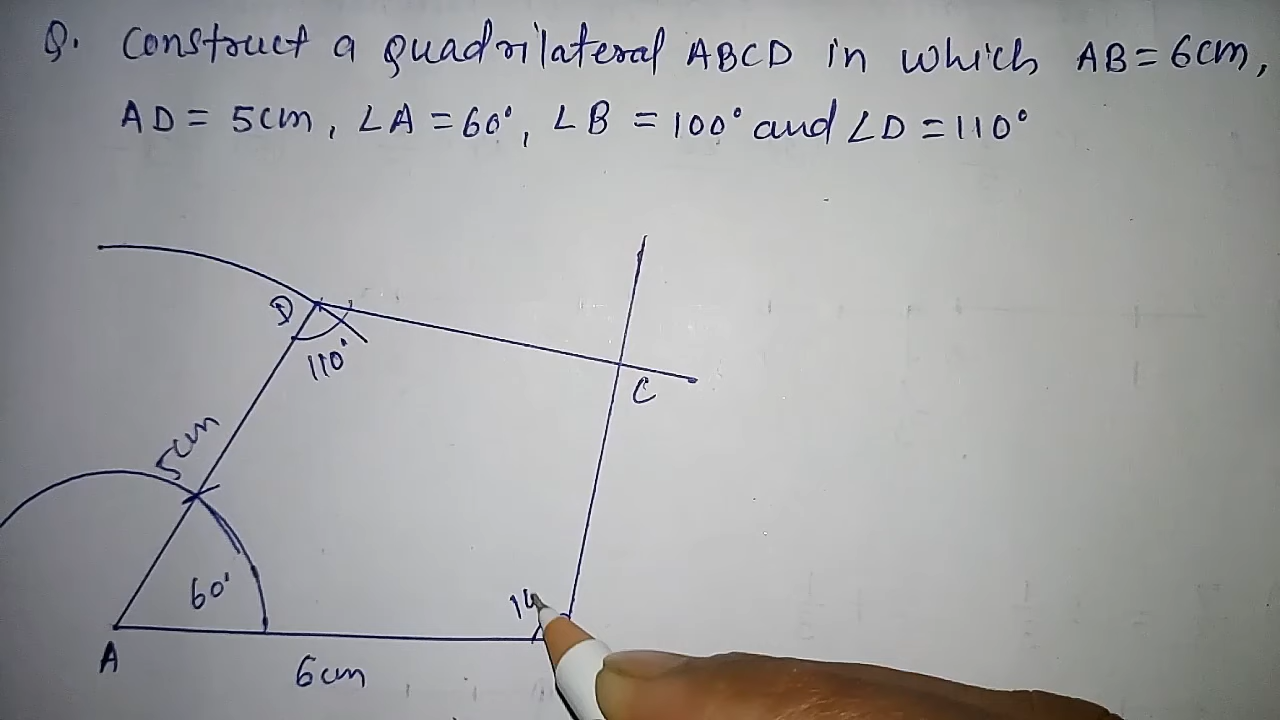 Q. Construct a quadrilateral ABCD in which AB = 6cm,
AD = 5cm, ∠A = 60°, ∠B = 100° and ∠D = 110°
D
110°
C
5cm
60°
A
6cm